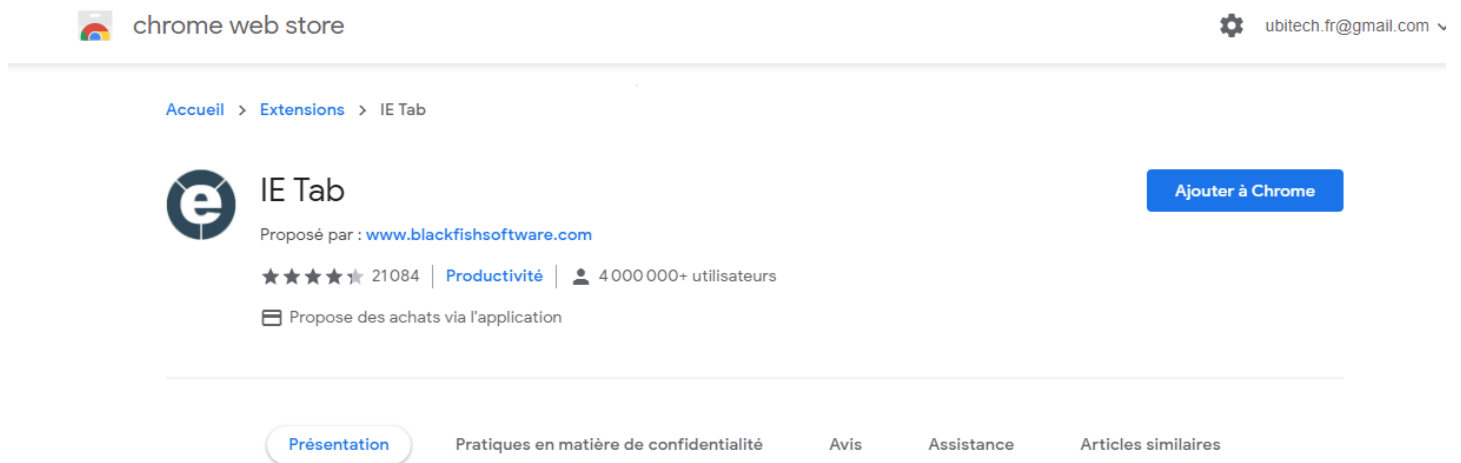 chrome web store
ubitech.fr@gmail.com
Accueil > Extensions > IE Tab
IE Tab
Ajouter à Chrome
Proposé par : www.blackfishsoftware.com
21 084 | Productivité | 4 000 000+ utilisateurs
Propose des achats via l'application
Présentation Pratiques en matière de confidentialité Avis Assistance Articles similaires